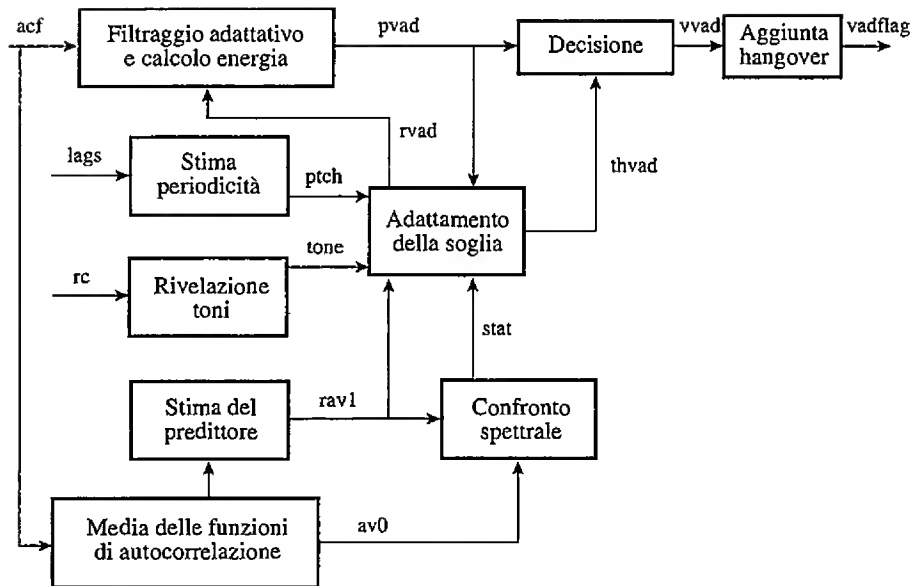 acf
Filtraggio adattativo
e calcolo energia
pvad
Decisione
vvad
Aggiunta
hangover
vadflag
rvad
thvad
lags
Stima
periodicità
ptch
Adattamento
della soglia
rc
Rivelazione
toni
tone
stat
Stima del
predittore
rav1
Confronto
spettrale
Media delle funzioni
di autocorrelazione
av0